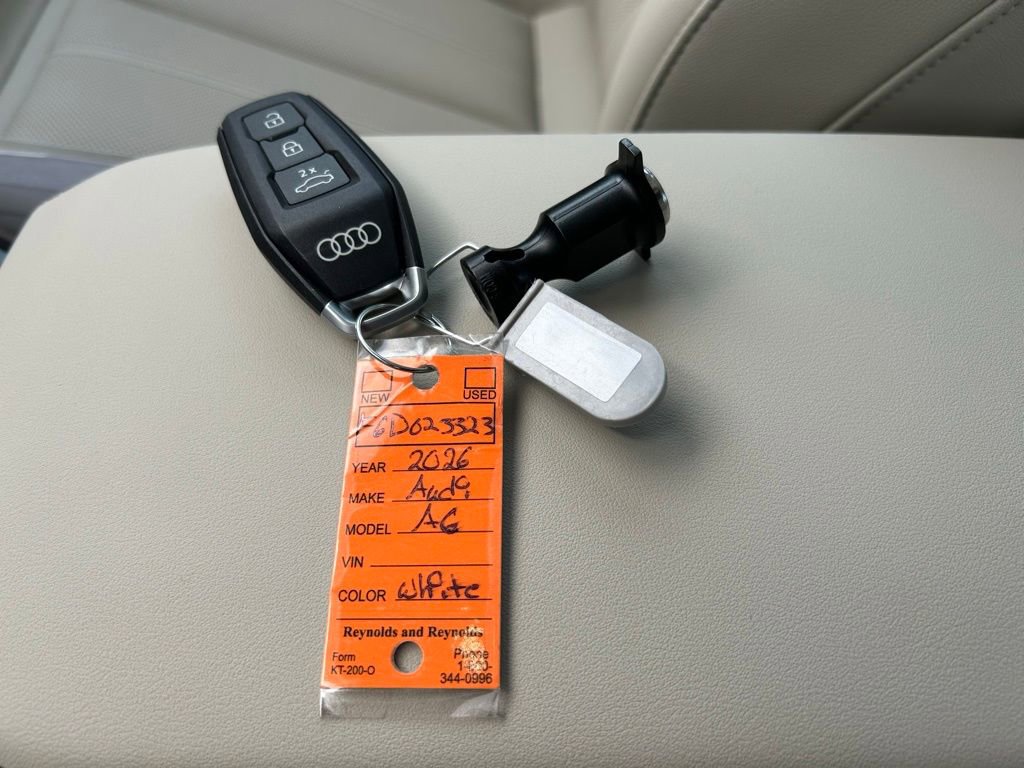 2x
NEW USED
6D023323
YEAR 2026
MAKE Audi
MODEL A6
VIN
COLOR White
Reynolds and Reynolds
Form
KT-200-O
Phone
344-0996